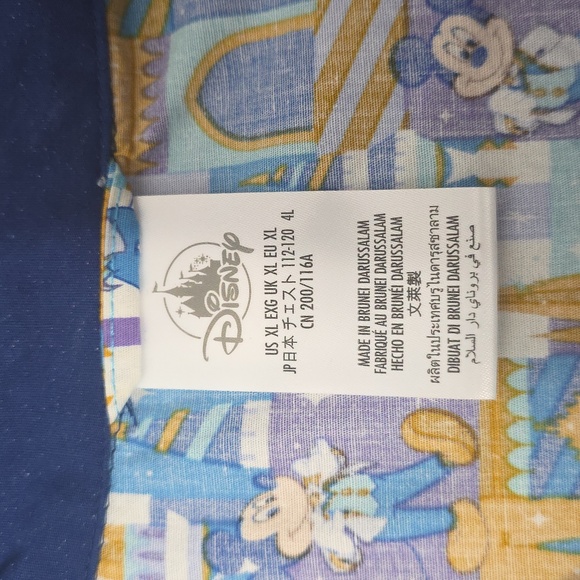 Disney
US XL EXG UK XL EU XL
JP日本 チェスト 112-120 4L
CN 200/116A
MADE IN BRUNEI DARUSSALAM
FABRIQUÉ AU BRUNEI DARUSSALAM
HECHO EN BRUNÉI DARUSSALAM
文萊製
ผลิตในประเทศบรูไนดารุสซาลาม
DIBUAT DI BRUNEI DARUSSALAM
صنع في بروناي دار السلام